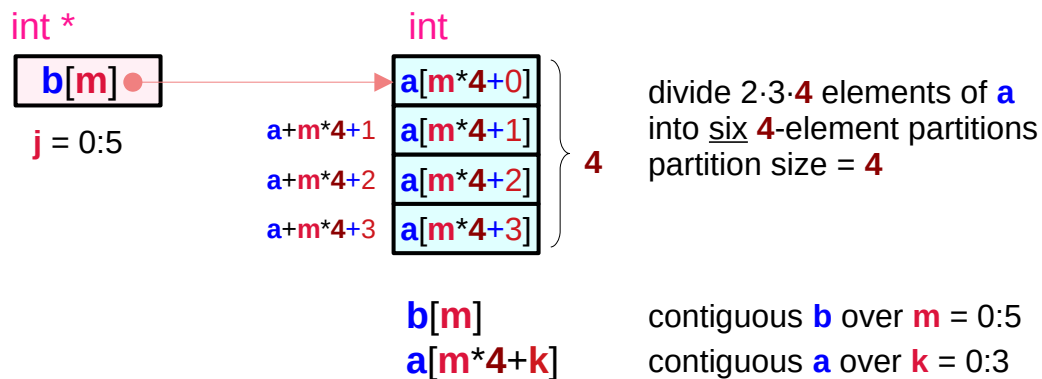 int *
int
b[m]
a[m*4+0]
j = 0:5
a+m*4+1
a[m*4+1]
a+m*4+2
a[m*4+2]
a+m*4+3
a[m*4+3]
4
divide 2·3·4 elements of a
into six 4-element partitions
partition size = 4
b[m]
contiguous b over m = 0:5
a[m*4+k]
contiguous a over k = 0:3